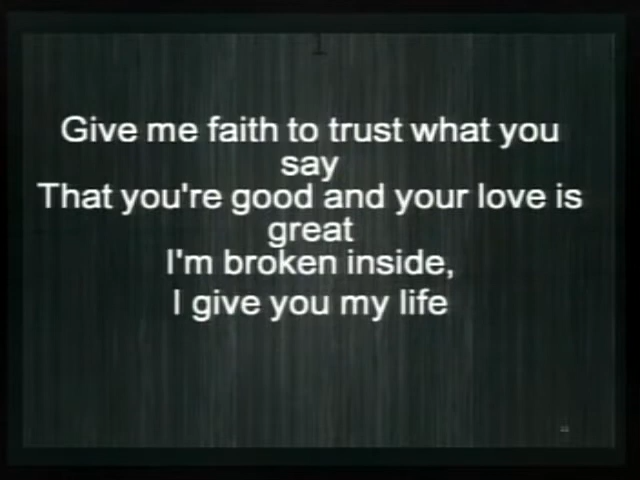 Give me faith to trust what you
say
That you're good and your love is
great
I'm broken inside,
I give you my life